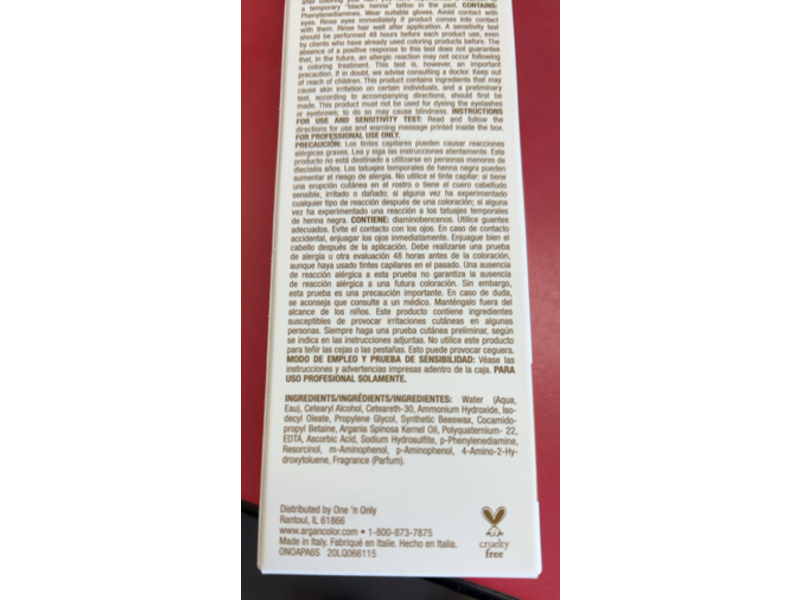 a temporary "black henna" tattoo in the past. CONTAINS:
Phenylenediamines. Wear suitable gloves. Avoid contact with
eyes. Rinse eyes immediately if product comes into contact
with them. Rinse hair well after application. A sensitivity test
should be performed 48 hours before each product use, even
by clients who have already used coloring products before. The
absence of a positive response to this test does not guarantee
that, in the future, an allergic reaction may not occur following
a coloring treatment. This test is, however, an important
precaution. If in doubt, we advise consulting a doctor. Keep out
of reach of children. This product contains ingredients that may
cause skin irritation on certain individuals, and a preliminary
test, according to accompanying directions, should first be
made. This product must not be used for dyeing the eyelashes
or eyebrows; to do so may cause blindness. INSTRUCTIONS
FOR USE AND SENSITIVITY TEST: Read and follow the
directions for use and warning message printed inside the box.
FOR PROFESSIONAL USE ONLY.
PRECAUCIÓN: Los tintes capilares pueden causar reacciones
alérgicas graves. Lea y siga las instrucciones atentamente. Este
producto no está destinado a utilizarse en personas menores de
dieciséis años. Los tatuajes temporales de henna negra pueden
aumentar el riesgo de alergia. No utilice el tinte capilar: si tiene
una erupción cutánea en el rostro o tiene el cuero cabelludo
sensible, irritado o dañado; si alguna vez ha experimentado
cualquier tipo de reacción después de una coloración; si alguna
vez ha experimentado una reacción a los tatuajes temporales
de henna negra. CONTIENE: diaminobencenos. Utilice guantes
adecuados. Evite el contacto con los ojos. En caso de contacto
accidental, enjuagar los ojos inmediatamente. Enjuague bien el
cabello después de la aplicación. Debe realizarse una prueba
de alergia u otra evaluación 48 horas antes de la coloración,
aunque haya usado tintes capilares en el pasado. Una ausencia
de reacción alérgica a esta prueba no garantiza la ausencia
de reacción alérgica a una futura coloración. Sin embargo,
esta prueba es una precaución importante. En caso de duda,
se aconseja que consulte a un médico. Manténgalo fuera del
alcance de los niños. Este producto contiene ingredientes
susceptibles de provocar irritaciones cutáneas en algunas
personas. Siempre haga una prueba cutánea preliminar, según
se indica en las instrucciones adjuntas. No utilice este producto
para teñir las cejas o las pestañas. Esto puede provocar ceguera.
MODO DE EMPLEO Y PRUEBA DE SENSIBILIDAD: Véase las
instrucciones y advertencias impresas adentro de la caja. PARA
USO PROFESIONAL SOLAMENTE.
INGREDIENTS/INGRÉDIENTS/INGREDIENTES: Water (Aqua,
Eau), Cetearyl Alcohol, Ceteareth-30, Ammonium Hydroxide, Iso-
decyl Oleate, Propylene Glycol, Synthetic Beeswax, Cocamido-
propyl Betaine, Argania Spinosa Kernel Oil, Polyquaternium- 22,
EDTA, Ascorbic Acid, Sodium Hydrosulfite, p-Phenylenediamine,
Resorcinol, m-Aminophenol, p-Aminophenol, 4-Amino-2-Hy-
droxytoluene, Fragrance (Parfum).
Distributed by One 'n Only
Rantoul, IL 61866
www.argancolor.com • 1-800-873-7875
Made in Italy. Fabriqué en Italie. Hecho en Italia.
ONOAPA6S 20LQ066115
cruelty
free